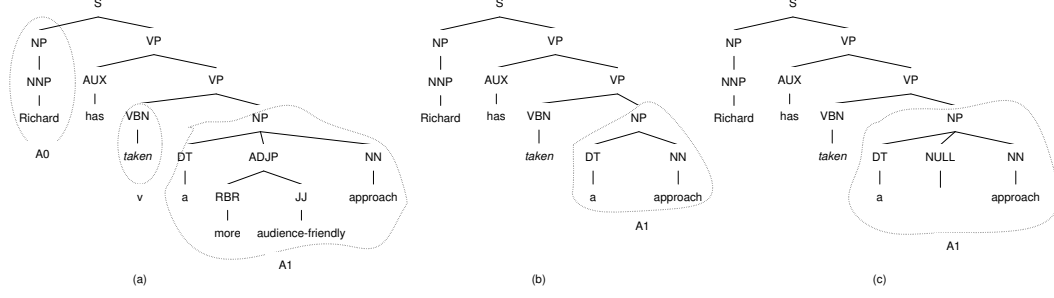 S S S
NP VP NP VP NP VP
NNP AUX VP NNP AUX VP NNP AUX VP
Richard has VBN NP Richard has VBN NP Richard has VBN NP
A0 taken DT ADJP NN taken DT NN taken DT NULL NN
v a RBR JJ approach a approach a approach
more audience-friendly A1 A1
A1
(a) (b) (c)